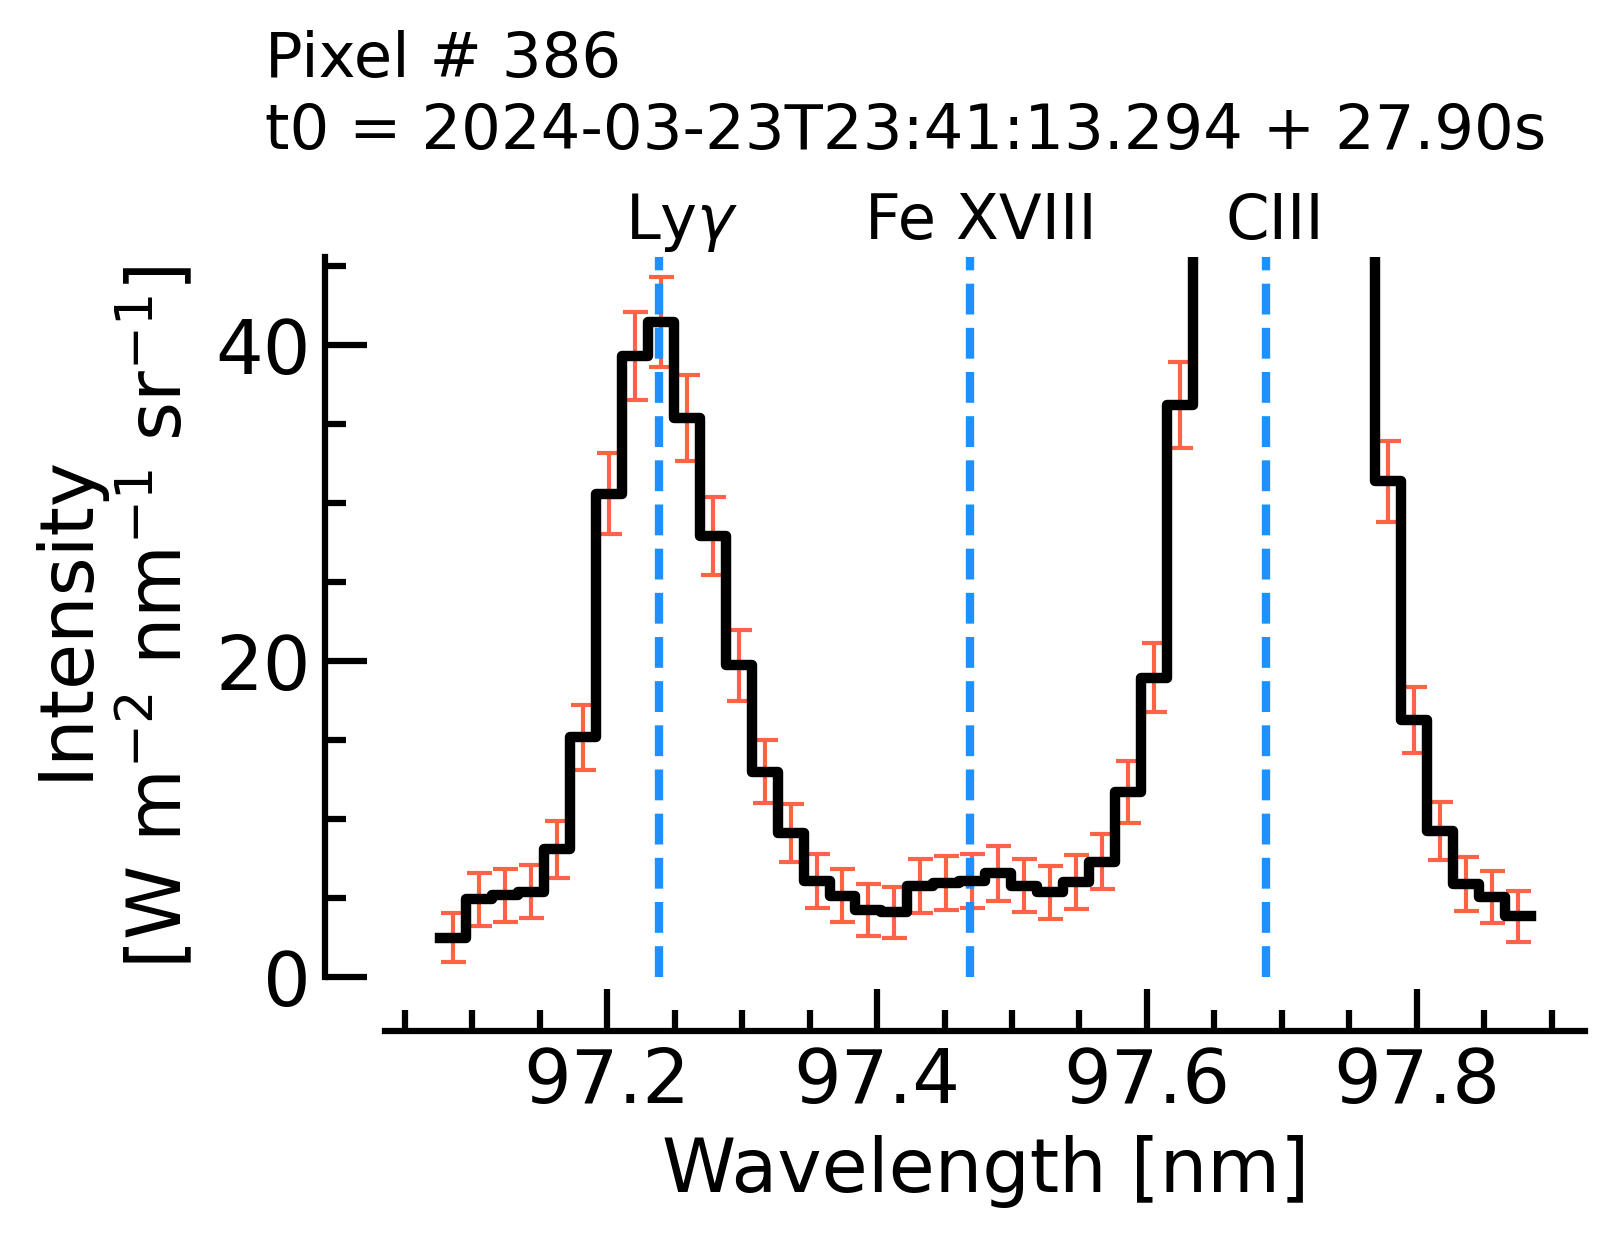 Pixel # 386
t0 = 2024-03-23T23:41:13.294 + 27.90s
Lyγ Fe XVIII CIII
Intensity
[W m⁻² nm⁻¹ sr⁻¹]
40
20
0
97.2 97.4 97.6 97.8
Wavelength [nm]